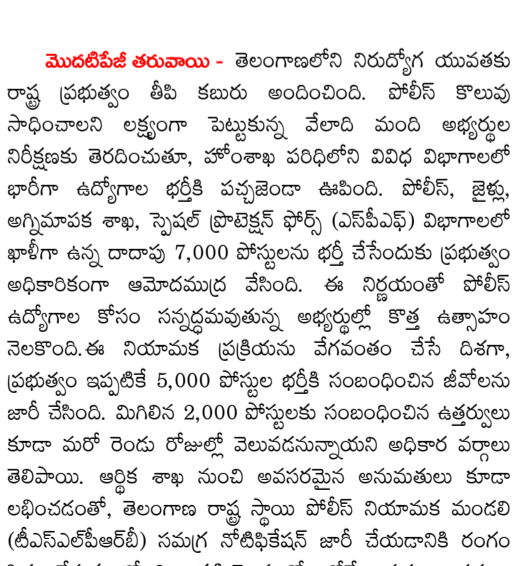 మొదటిపేజీ తరువాయి - తెలంగాణలోని నిరుద్యోగ యువతకు
రాష్ట్ర ప్రభుత్వం తీపి కబురు అందించింది. పోలీస్ కొలువు
సాధించాలని లక్ష్యంగా పెట్టుకున్న వేలాది మంది అభ్యర్థుల
నిరీక్షణకు తెరదించుతూ, హోంశాఖ పరిధిలోని వివిధ విభాగాలలో
భారీగా ఉద్యోగాల భర్తీకి పచ్చజెండా ఊపింది. పోలీస్, జైళ్లు,
అగ్నిమాపక శాఖ, స్పెషల్ ప్రొటెక్షన్ ఫోర్స్ (ఎస్‌పీఎఫ్) విభాగాలలో
ఖాళీగా ఉన్న దాదాపు 7,000 పోస్టులను భర్తీ చేసేందుకు ప్రభుత్వం
అధికారికంగా ఆమోదముద్ర వేసింది. ఈ నిర్ణయంతో పోలీస్
ఉద్యోగాల కోసం సన్నద్ధమవుతున్న అభ్యర్థుల్లో కొత్త ఉత్సాహం
నెలకొంది.ఈ నియామక ప్రక్రియను వేగవంతం చేసే దిశగా,
ప్రభుత్వం ఇప్పటికే 5,000 పోస్టుల భర్తీకి సంబంధించిన జీవోలను
జారీ చేసింది. మిగిలిన 2,000 పోస్టులకు సంబంధించిన ఉత్తర్వులు
కూడా మరో రెండు రోజుల్లో వెలువడనున్నాయని అధికార వర్గాలు
తెలిపాయి. ఆర్థిక శాఖ నుంచి అవసరమైన అనుమతులు కూడా
లభించడంతో, తెలంగాణ రాష్ట్ర స్థాయి పోలీస్ నియామక మండలి
(టీఎస్‌ఎల్‌పీఆర్‌బీ) సమగ్ర నోటిఫికేషన్ జారీ చేయడానికి రంగం